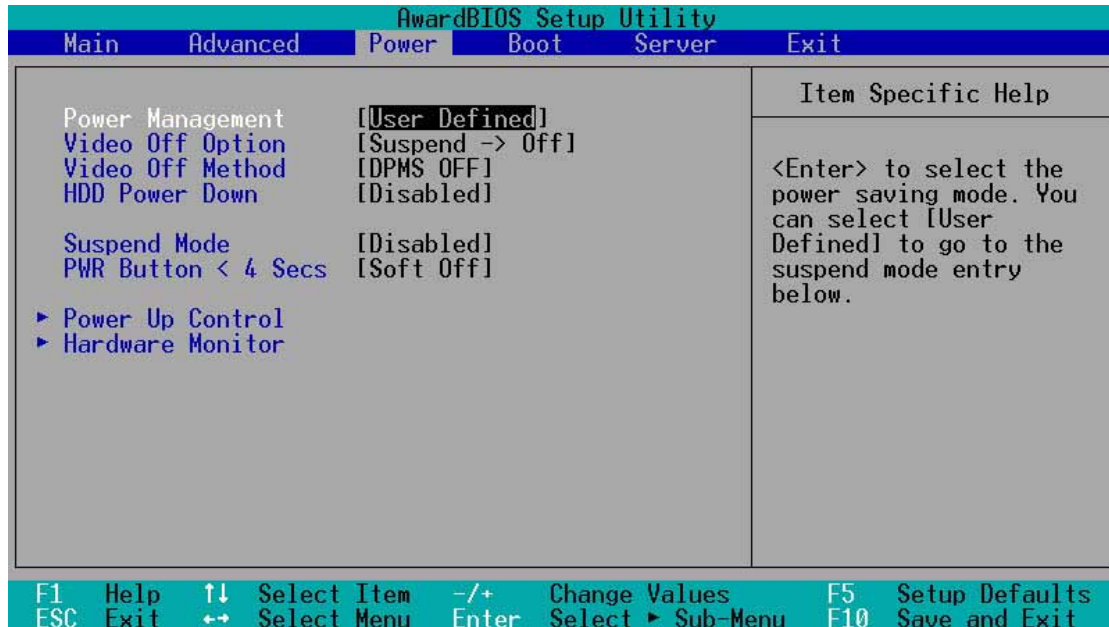 AwardBIOS Setup Utility
Main Advanced Power Boot Server Exit
Power Management [User Defined]
Video Off Option [Suspend -> Off]
Video Off Method [DPMS OFF]
HDD Power Down [Disabled]
Suspend Mode [Disabled]
PWR Button < 4 Secs [Soft Off]
► Power Up Control
► Hardware Monitor
Item Specific Help
<Enter> to select the
power saving mode. You
can select [User
Defined] to go to the
suspend mode entry
below.
F1 Help ↑↓ Select Item -/+ Change Values F5 Setup Defaults
ESC Exit ←→ Select Menu Enter Select ► Sub-Menu F10 Save and Exit